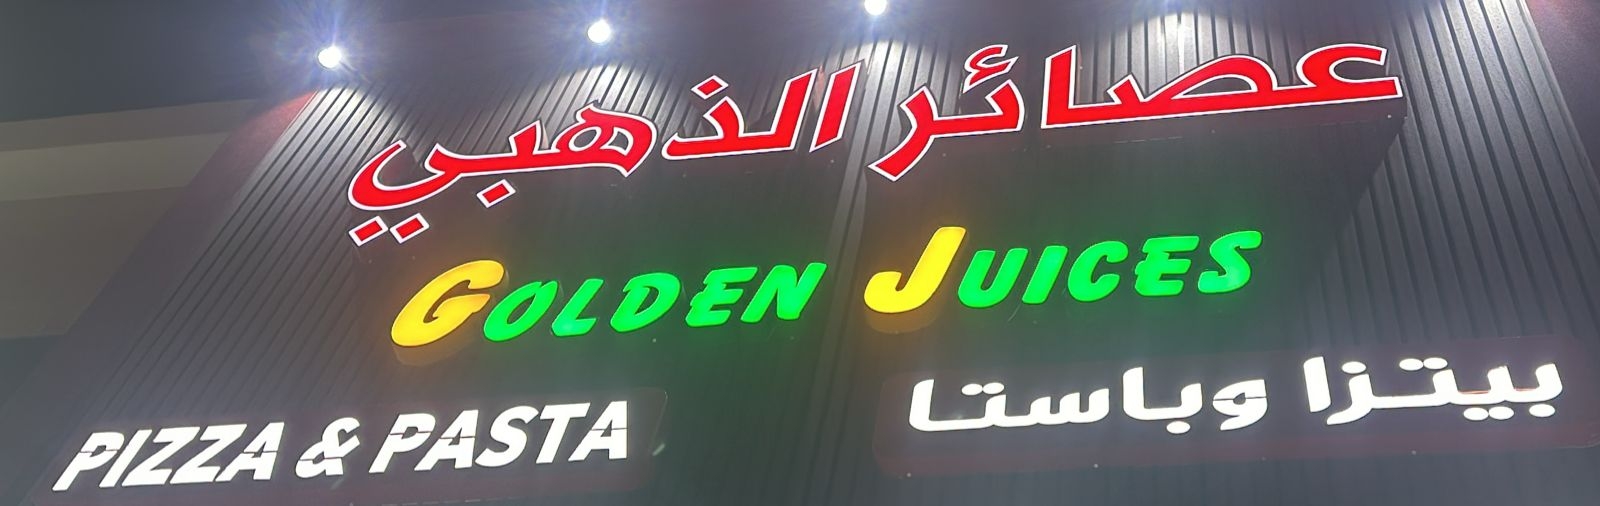 عصائر الذهبي
GOLDEN JUICES
PIZZA & PASTA
بيتزا وباستا